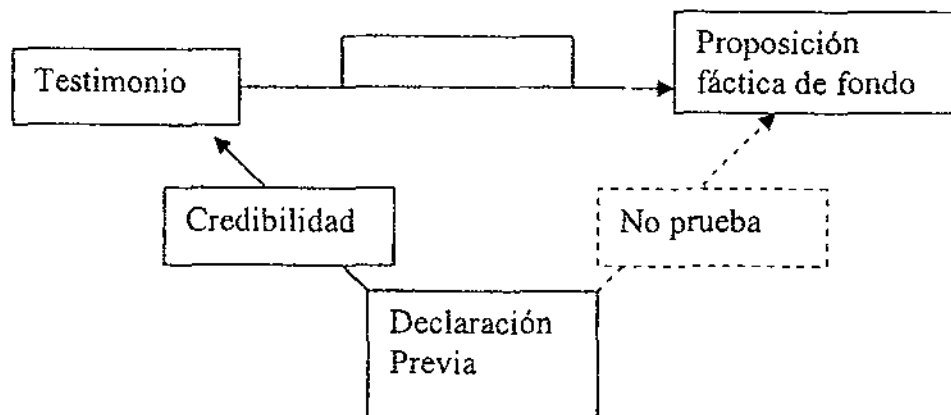 Testimonio
Proposición
fáctica de fondo
Credibilidad
No prueba
Declaración
Previa